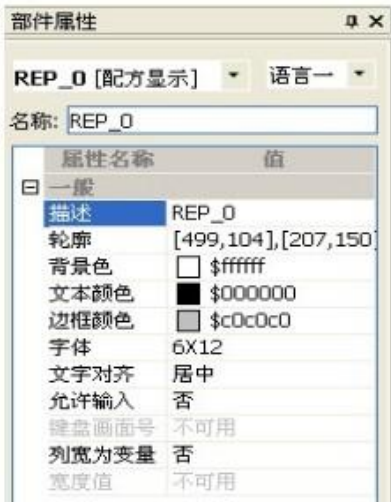 部件属性
REP_0 [配方显示] 语言一
名称: REP_0
属性名称 值
一般
描述 REP_0
轮廓 [499,104],[207,150]
背景色 $ffffff
文本颜色 $000000
边框颜色 $c0c0c0
字体 6X12
文字对齐 居中
允许输入 否
键盘画面号 不可用
列宽为变量 否
宽度值 不可用